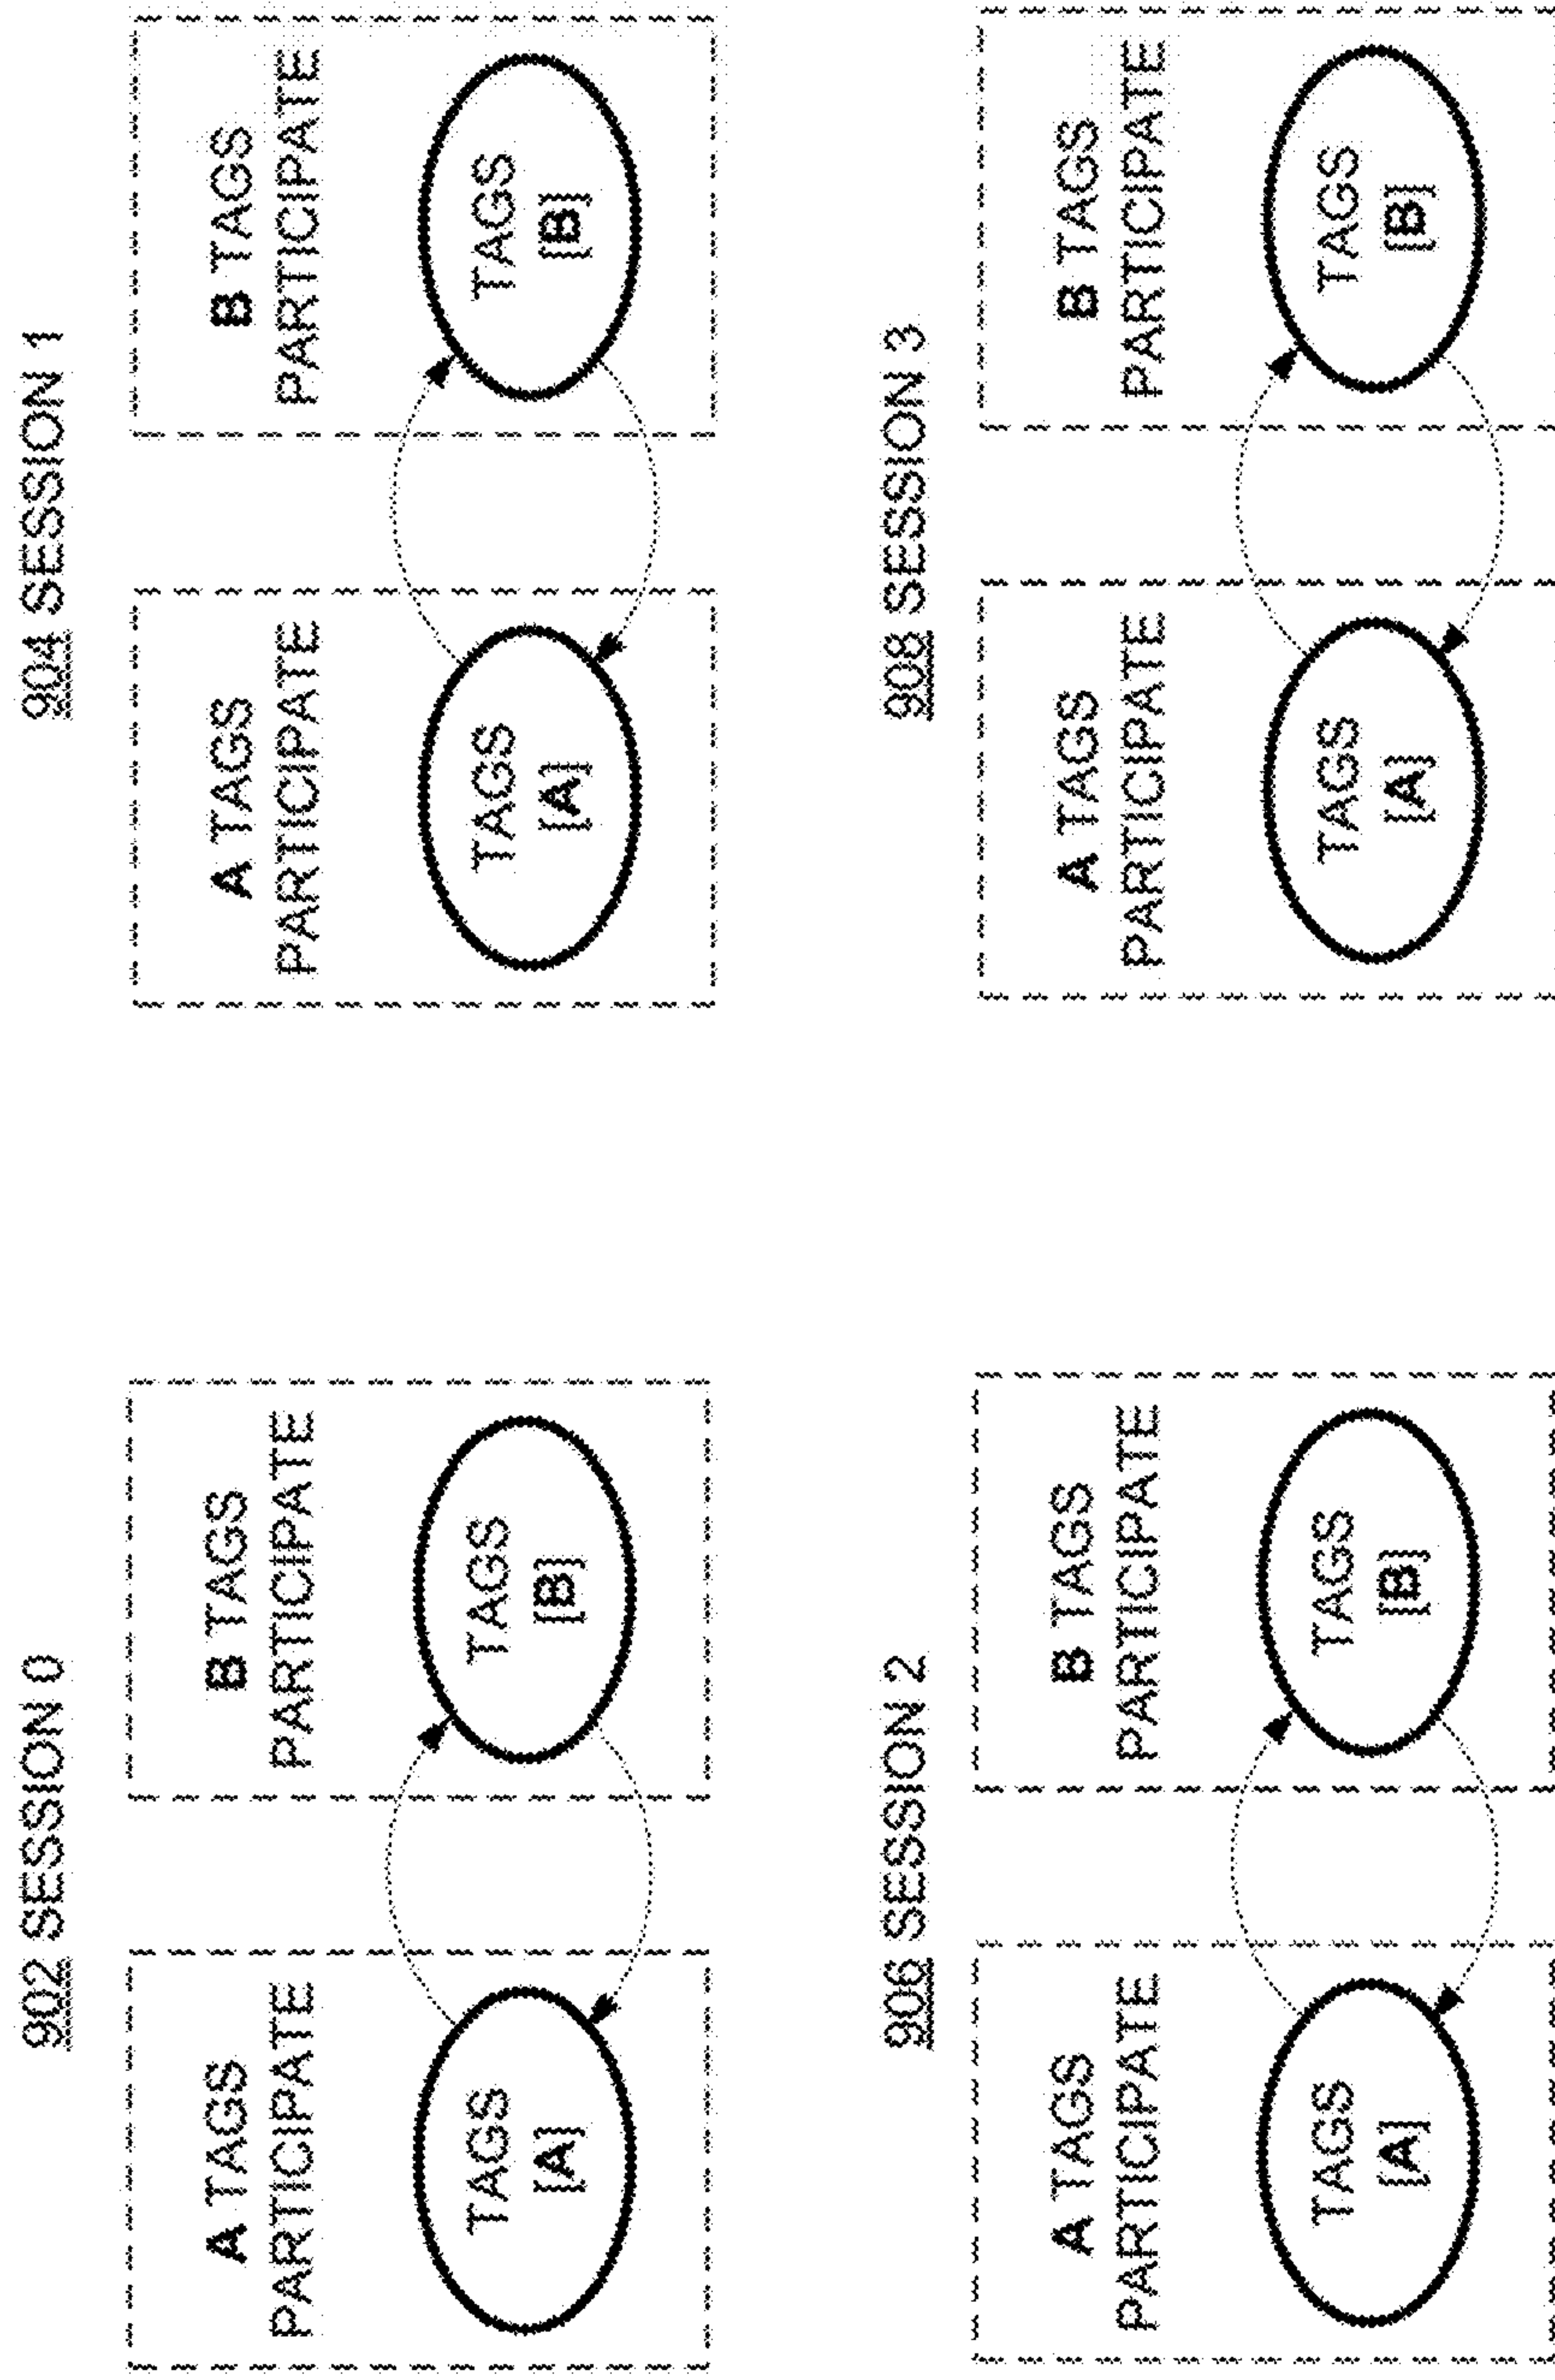 902 SESSION 0
A TAGS
PARTICIPATE
TAGS
[A]
B TAGS
PARTICIPATE
TAGS
[B]
904 SESSION 1
A TAGS
PARTICIPATE
TAGS
[A]
B TAGS
PARTICIPATE
TAGS
[B]
906 SESSION 2
A TAGS
PARTICIPATE
TAGS
[A]
B TAGS
PARTICIPATE
TAGS
[B]
908 SESSION 3
A TAGS
PARTICIPATE
TAGS
[A]
B TAGS
PARTICIPATE
TAGS
[B]